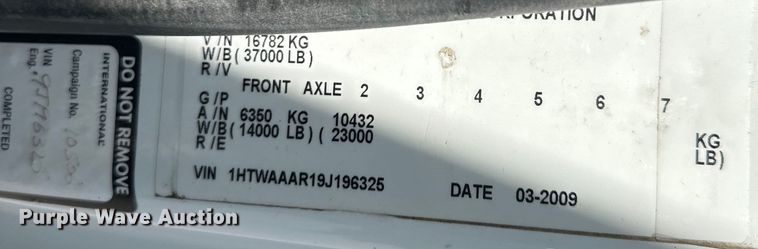 CORPORATION
V/N 16782 KG
W/B( 37000 LB)
R/V
FRONT AXLE 2 3 4 5 6 7
G/P
A/N 6350 KG 10432 KG
W/B( 14000 LB) ( 23000 LB)
R/E
VIN 1HTWAAAR19J196325 DATE 03-2009
DO NOT REMOVE
INTERNATIONAL
Campaign No.
VIN
Eng.
COMPLETED
Purple Wave Auction